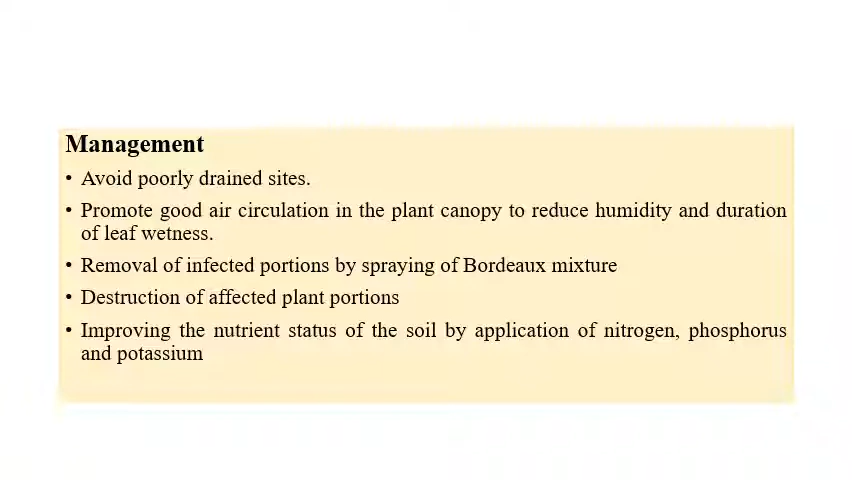 Management
• Avoid poorly drained sites.
• Promote good air circulation in the plant canopy to reduce humidity and duration
of leaf wetness.
• Removal of infected portions by spraying of Bordeaux mixture
• Destruction of affected plant portions
• Improving the nutrient status of the soil by application of nitrogen, phosphorus
and potassium